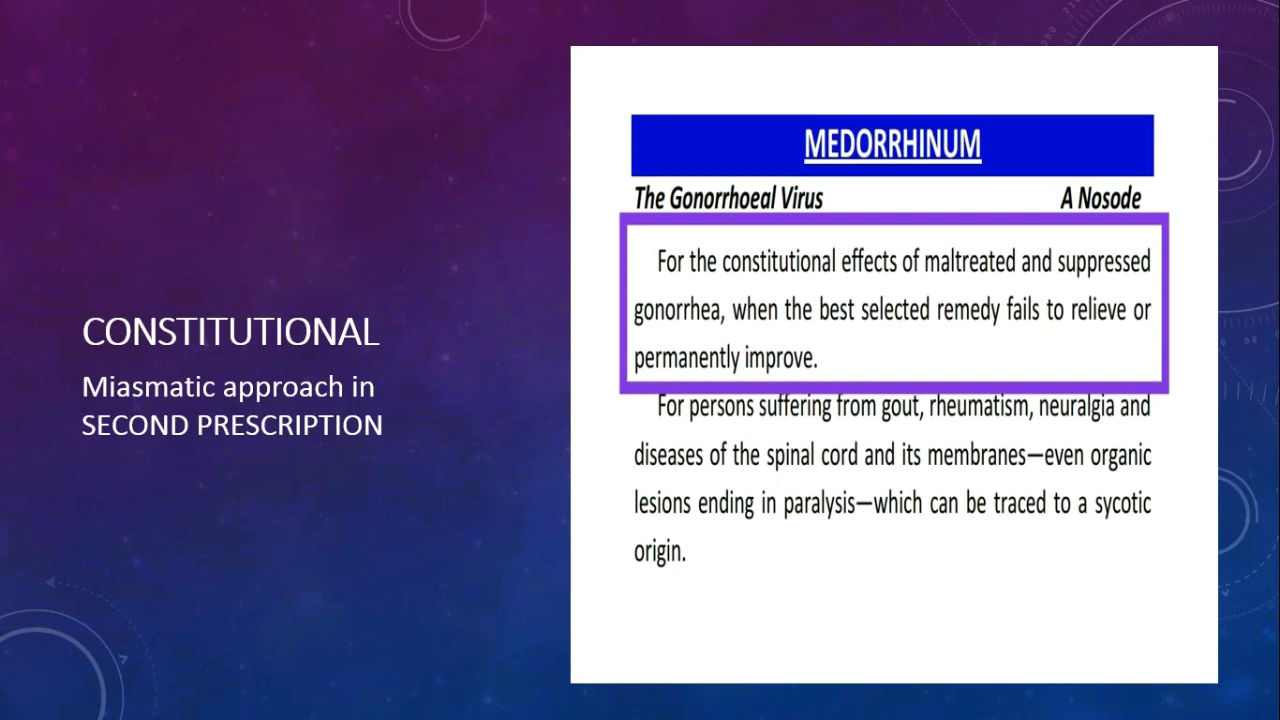 CONSTITUTIONAL
Miasmatic approach in
SECOND PRESCRIPTION
MEDORRHINUM
The Gonorrhoeal Virus A Nosode
For the constitutional effects of maltreated and suppressed
gonorrhea, when the best selected remedy fails to relieve or
permanently improve.
For persons suffering from gout, rheumatism, neuralgia and
diseases of the spinal cord and its membranes—even organic
lesions ending in paralysis—which can be traced to a sycotic
origin.